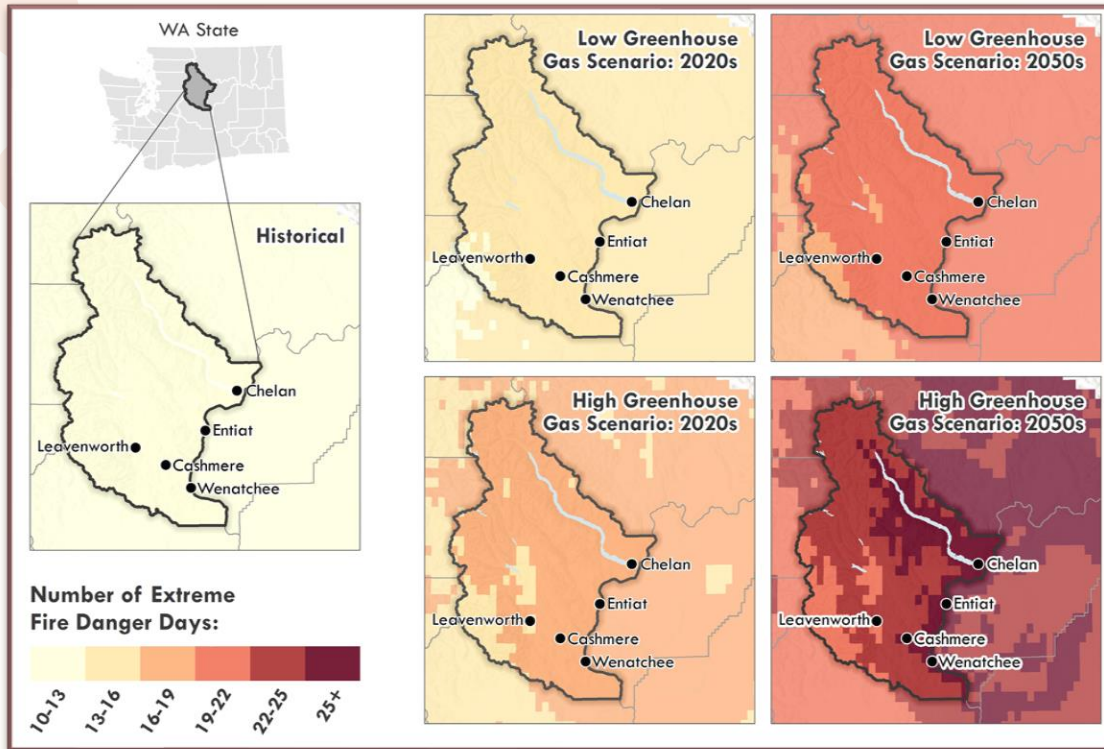 WA State
Historical
Chelan
Entiat
Leavenworth
Cashmere
Wenatchee
Number of Extreme
Fire Danger Days:
10-13
13-16
16-19
19-22
22-25
25+
Low Greenhouse
Gas Scenario: 2020s
Chelan
Entiat
Leavenworth
Cashmere
Wenatchee
Low Greenhouse
Gas Scenario: 2050s
Chelan
Entiat
Leavenworth
Cashmere
Wenatchee
High Greenhouse
Gas Scenario: 2020s
Chelan
Entiat
Leavenworth
Cashmere
Wenatchee
High Greenhouse
Gas Scenario: 2050s
Chelan
Entiat
Leavenworth
Cashmere
Wenatchee